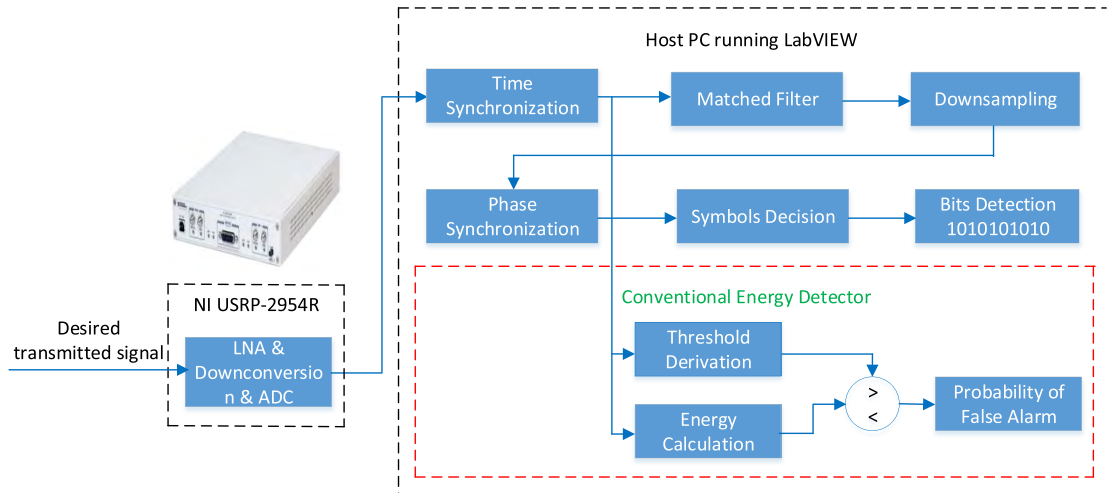 Host PC running LabVIEW
Time
Synchronization
Matched Filter
Downsampling
Phase
Synchronization
Symbols Decision
Bits Detection
1010101010
NI USRP-2954R
Desired
transmitted signal
LNA &
Downconversio
n & ADC
Conventional Energy Detector
Threshold
Derivation
Energy
Calculation
>
<
Probability of
False Alarm